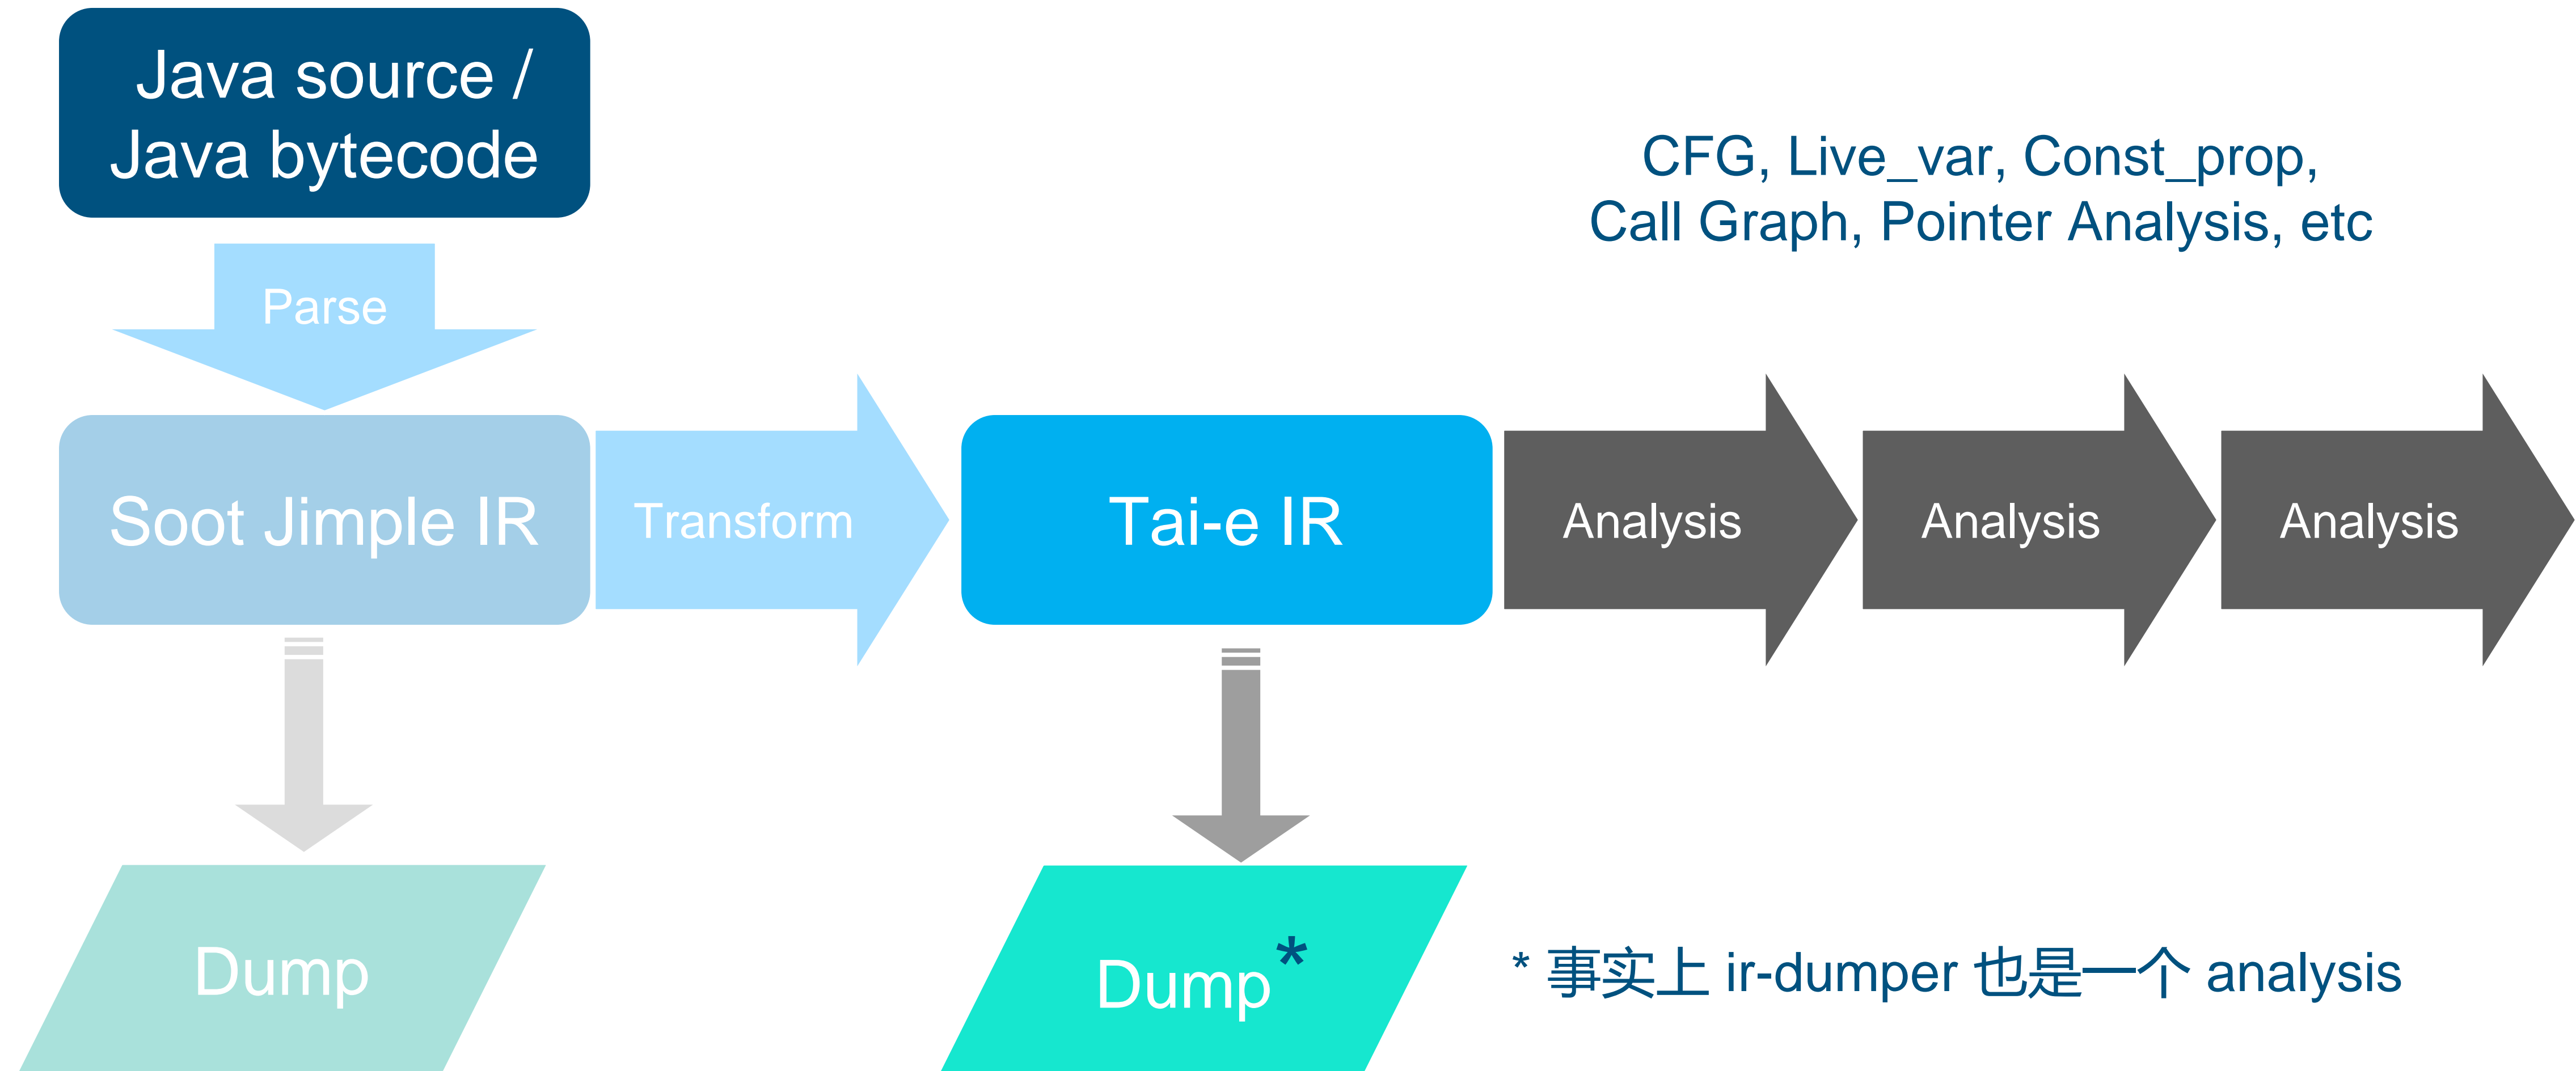 Java source /
Java bytecode
CFG, Live_var, Const_prop,
Call Graph, Pointer Analysis, etc
Parse
Soot Jimple IR
Transform
Tai-e IR
Analysis
Analysis
Analysis
Dump
Dump*
* 事实上 ir-dumper 也是一个 analysis